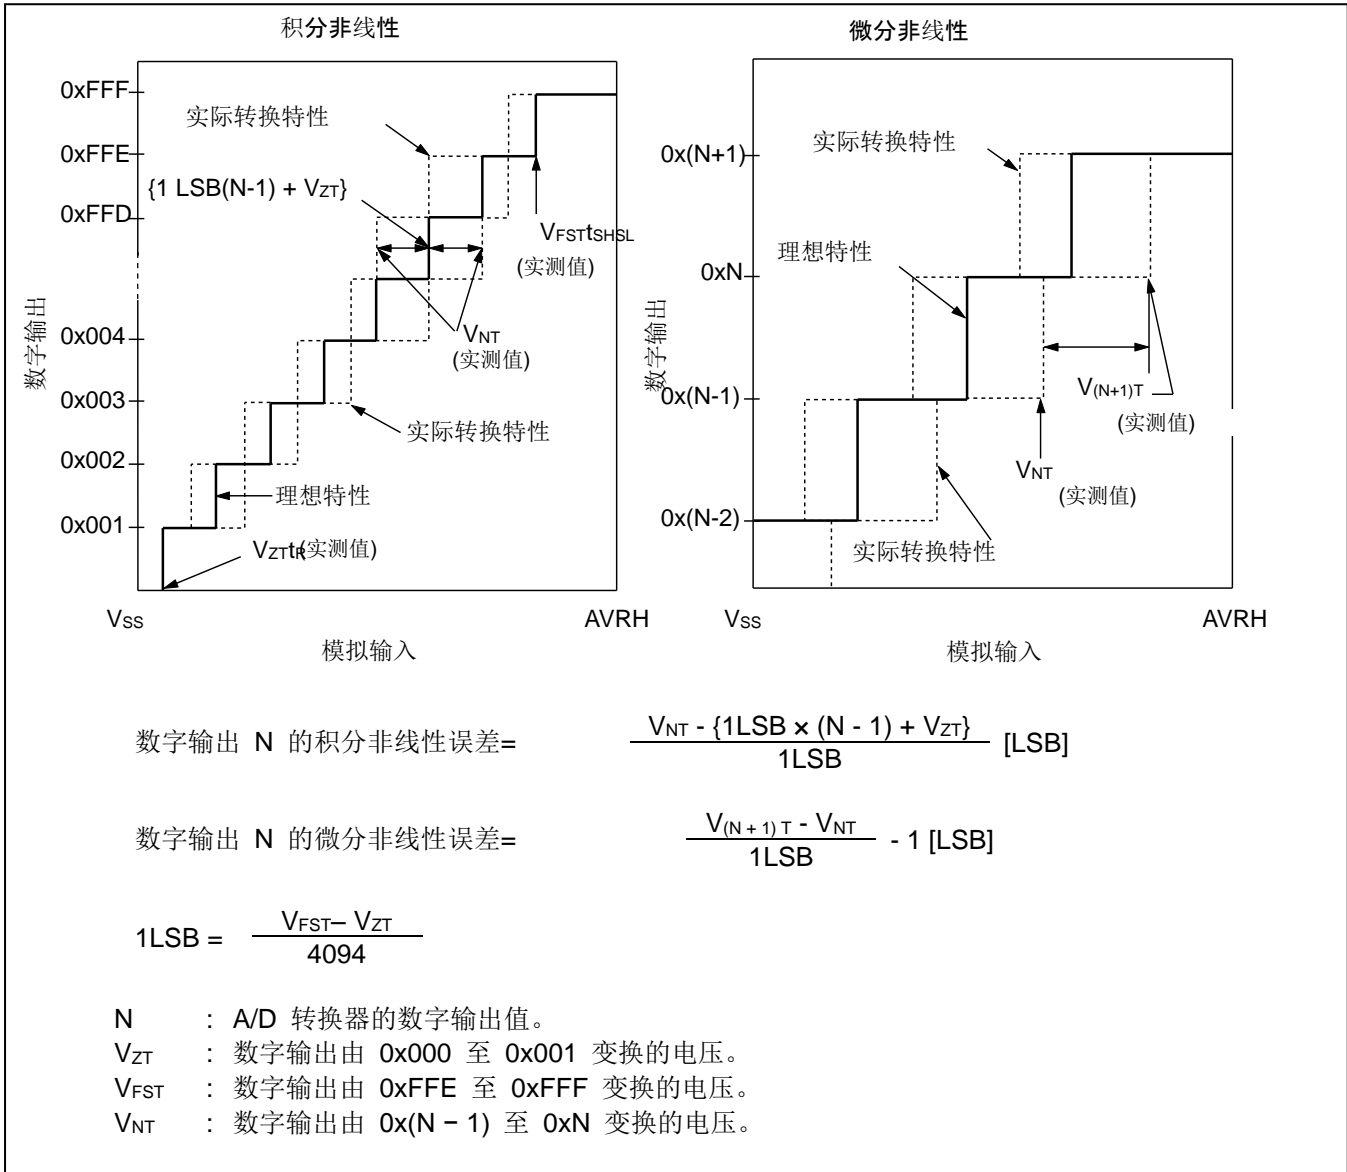 积分非线性
0xFFF
0xFFE
0xFFD
0x004
0x003
0x002
0x001
数字输出
实际转换特性
{1 LSB(N-1) + VZT}
VFSTtSHSL
(实测值)
VNT
(实测值)
实际转换特性
理想特性
VZTtR(实测值)
VSS
AVRH
模拟输入
微分非线性
0x(N+1)
0xN
0x(N-1)
0x(N-2)
数字输出
实际转换特性
理想特性
V(N+1)T
(实测值)
VNT
(实测值)
实际转换特性
VSS
AVRH
模拟输入
数字输出 N 的积分非线性误差= VNT - {1LSB × (N - 1) + VZT} / 1LSB [LSB]
数字输出 N 的微分非线性误差= V(N + 1) T - VNT / 1LSB - 1 [LSB]
1LSB = VFST– VZT / 4094
N : A/D 转换器的数字输出值。
VZT : 数字输出由 0x000 至 0x001 变换的电压。
VFST : 数字输出由 0xFFE 至 0xFFF 变换的电压。
VNT : 数字输出由 0x(N − 1) 至 0xN 变换的电压。